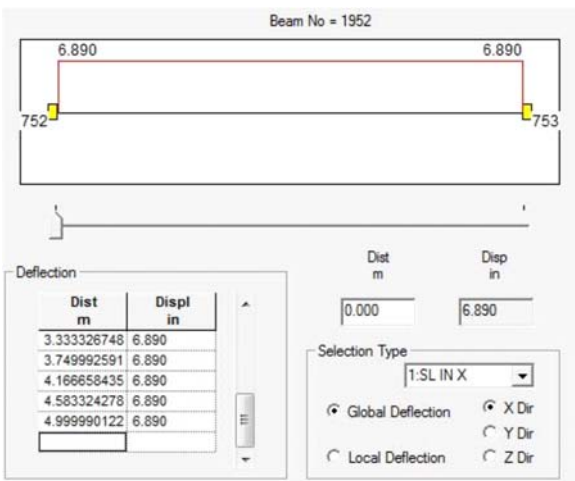 Beam No = 1952
6.890 6.890
752 753
Dist Disp
m in
0.000 6.890
Deflection
Dist Displ
m in
3.333326748 6.890
3.749992591 6.890
4.166658435 6.890
4.583324278 6.890
4.999990122 6.890
Selection Type
1:SL IN X
Global Deflection X Dir
Y Dir
Local Deflection Z Dir